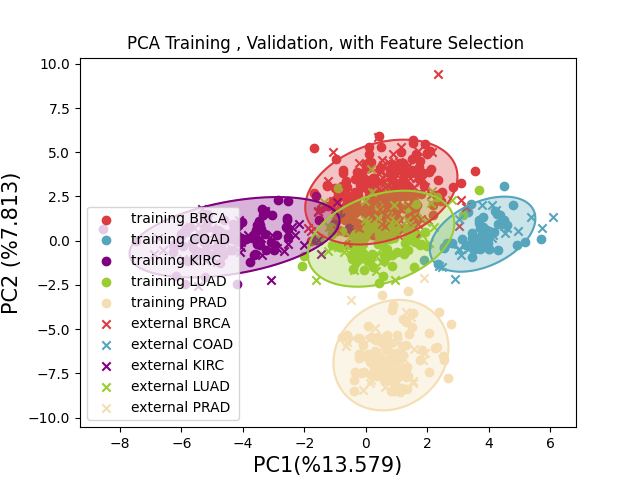 PCA Training , Validation, with Feature Selection
10.0
7.5
5.0
2.5
0.0
−2.5
−5.0
−7.5
−10.0
PC2 (%7.813)
training BRCA
training COAD
training KIRC
training LUAD
training PRAD
external BRCA
external COAD
external KIRC
external LUAD
external PRAD
−8 −6 −4 −2 0 2 4 6
PC1(%13.579)